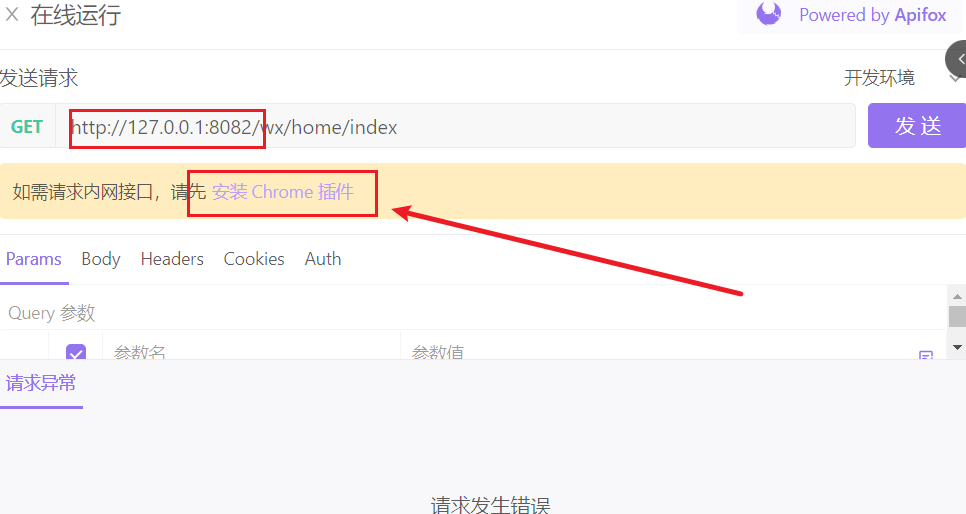 在线运行
Powered by Apifox
发送请求
开发环境
GET http://127.0.0.1:8082/wx/home/index 发 送
如需请求内网接口，请先 安装 Chrome 插件
Params Body Headers Cookies Auth
Query 参数
参数名 参数值
请求异常
请求发生错误